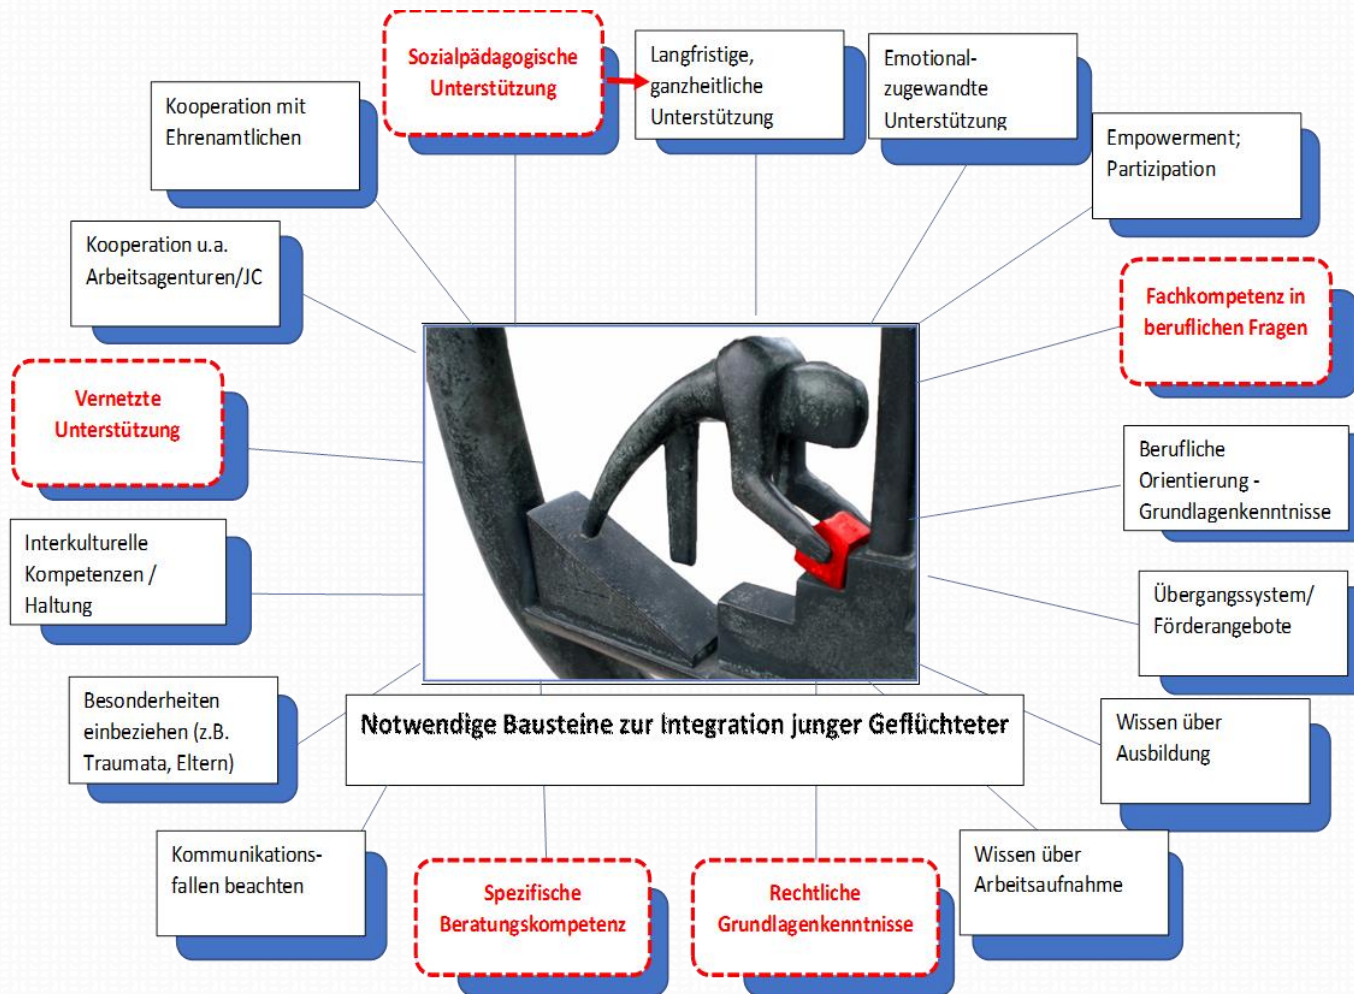 Sozialpädagogische
Unterstützung
Langfristige,
ganzheitliche
Unterstützung
Emotional-
zugewandte
Unterstützung
Empowerment;
Partizipation
Fachkompetenz in
beruflichen Fragen
Berufliche
Orientierung -
Grundlagenkenntnisse
Übergangssystem/
Förderangebote
Wissen über
Ausbildung
Wissen über
Arbeitsaufnahme
Rechtliche
Grundlagenkenntnisse
Spezifische
Beratungskompetenz
Kommunikations-
fallen beachten
Besonderheiten
einbeziehen (z.B.
Traumata, Eltern)
Interkulturelle
Kompetenzen /
Haltung
Vernetzte
Unterstützung
Kooperation u.a.
Arbeitsagenturen/JC
Kooperation mit
Ehrenamtlichen
Notwendige Bausteine zur Integration junger Geflüchteter